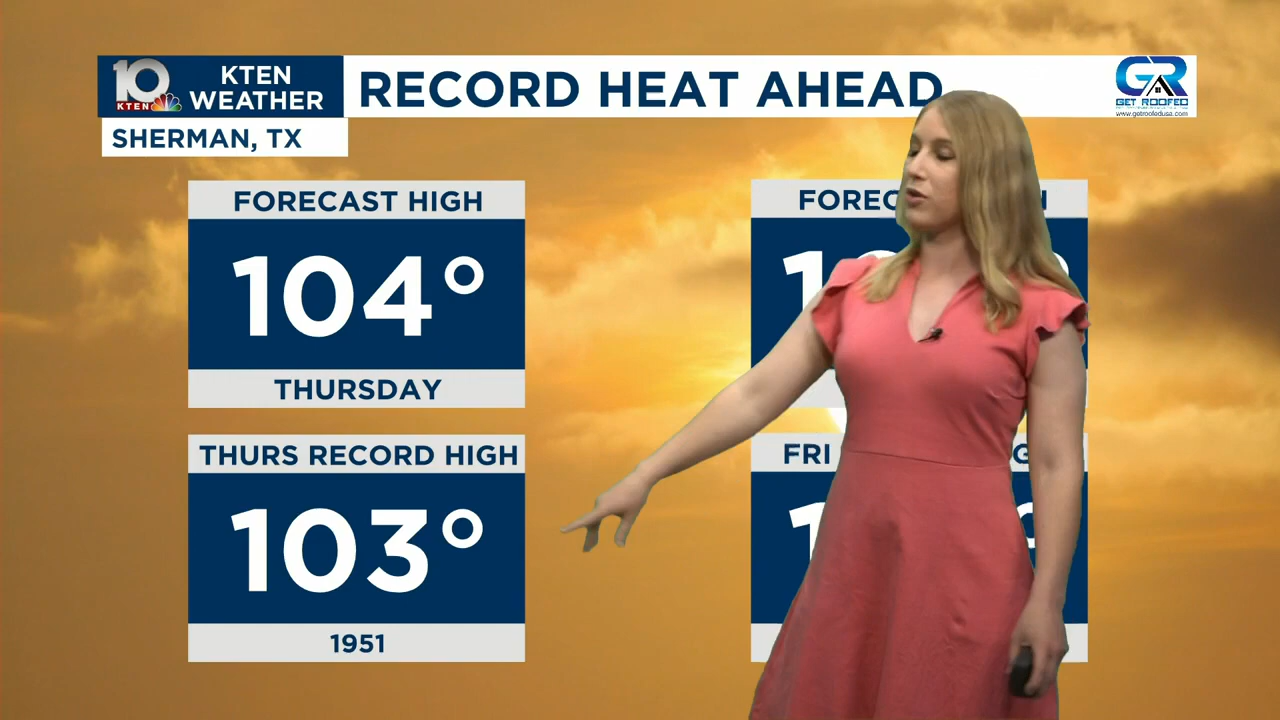 10
KTEN
KTEN
WEATHER
RECORD HEAT AHEAD
GR
GET ROOFED
www.getroofedusa.com
SHERMAN, TX
FORECAST HIGH
104°
THURSDAY
THURS RECORD HIGH
103°
1951
FRI